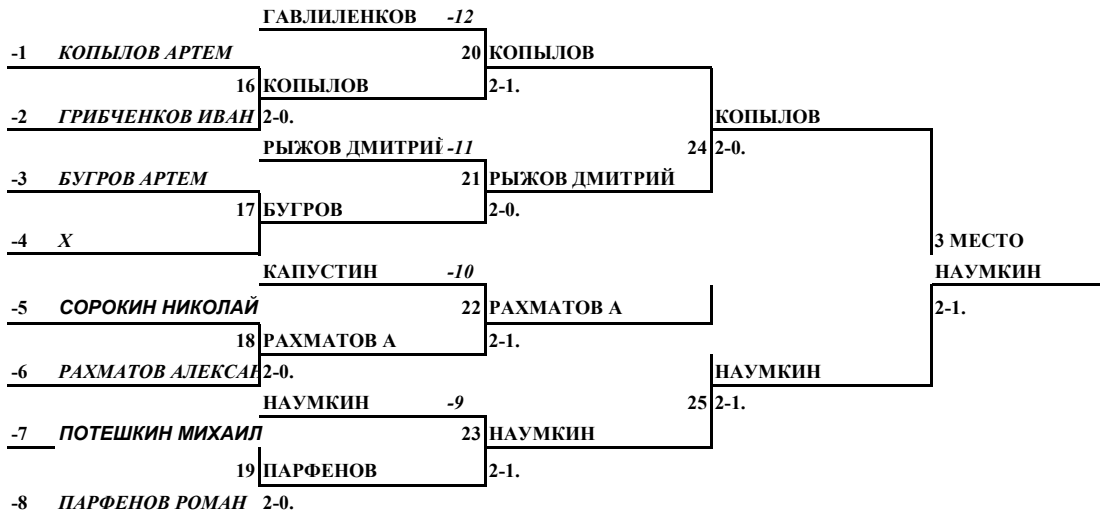 ГАВЛИЛЕНКОВ -12
-1 КОПЫЛОВ АРТЕМ 20 КОПЫЛОВ
16 КОПЫЛОВ 2-1.
-2 ГРИБЧЕНКОВ ИВАН 2-0. КОПЫЛОВ
РЫЖОВ ДМИТРИЙ -11 24 2-0.
-3 БУГРОВ АРТЕМ 21 РЫЖОВ ДМИТРИЙ
17 БУГРОВ 2-0.
-4 Х 3 МЕСТО
КАПУСТИН -10 НАУМКИН
-5 СОРОКИН НИКОЛАЙ 22 РАХМАТОВ А 2-1.
18 РАХМАТОВ А 2-1.
-6 РАХМАТОВ АЛЕКСАН 2-0. НАУМКИН
НАУМКИН -9 25 2-1.
-7 ПОТЕШКИН МИХАИЛ 23 НАУМКИН
19 ПАРФЕНОВ 2-1.
-8 ПАРФЕНОВ РОМАН 2-0.